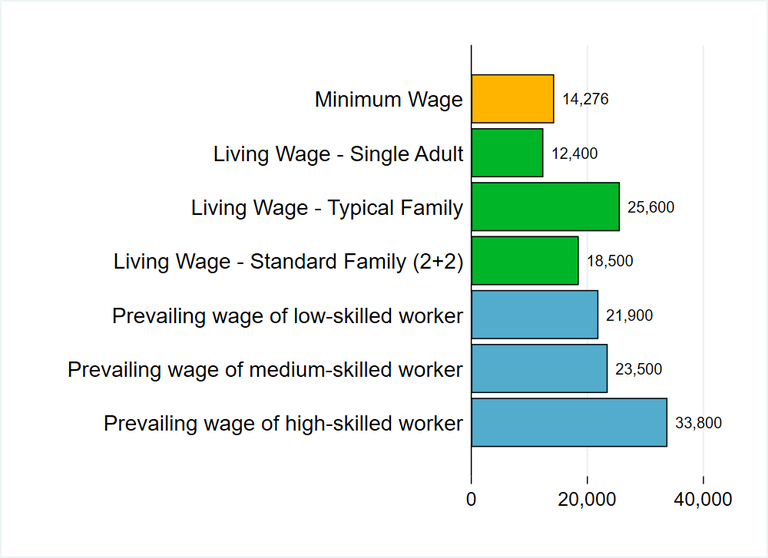 Minimum Wage 14,276
Living Wage - Single Adult 12,400
Living Wage - Typical Family 25,600
Living Wage - Standard Family (2+2) 18,500
Prevailing wage of low-skilled worker 21,900
Prevailing wage of medium-skilled worker 23,500
Prevailing wage of high-skilled worker 33,800
0 20,000 40,000